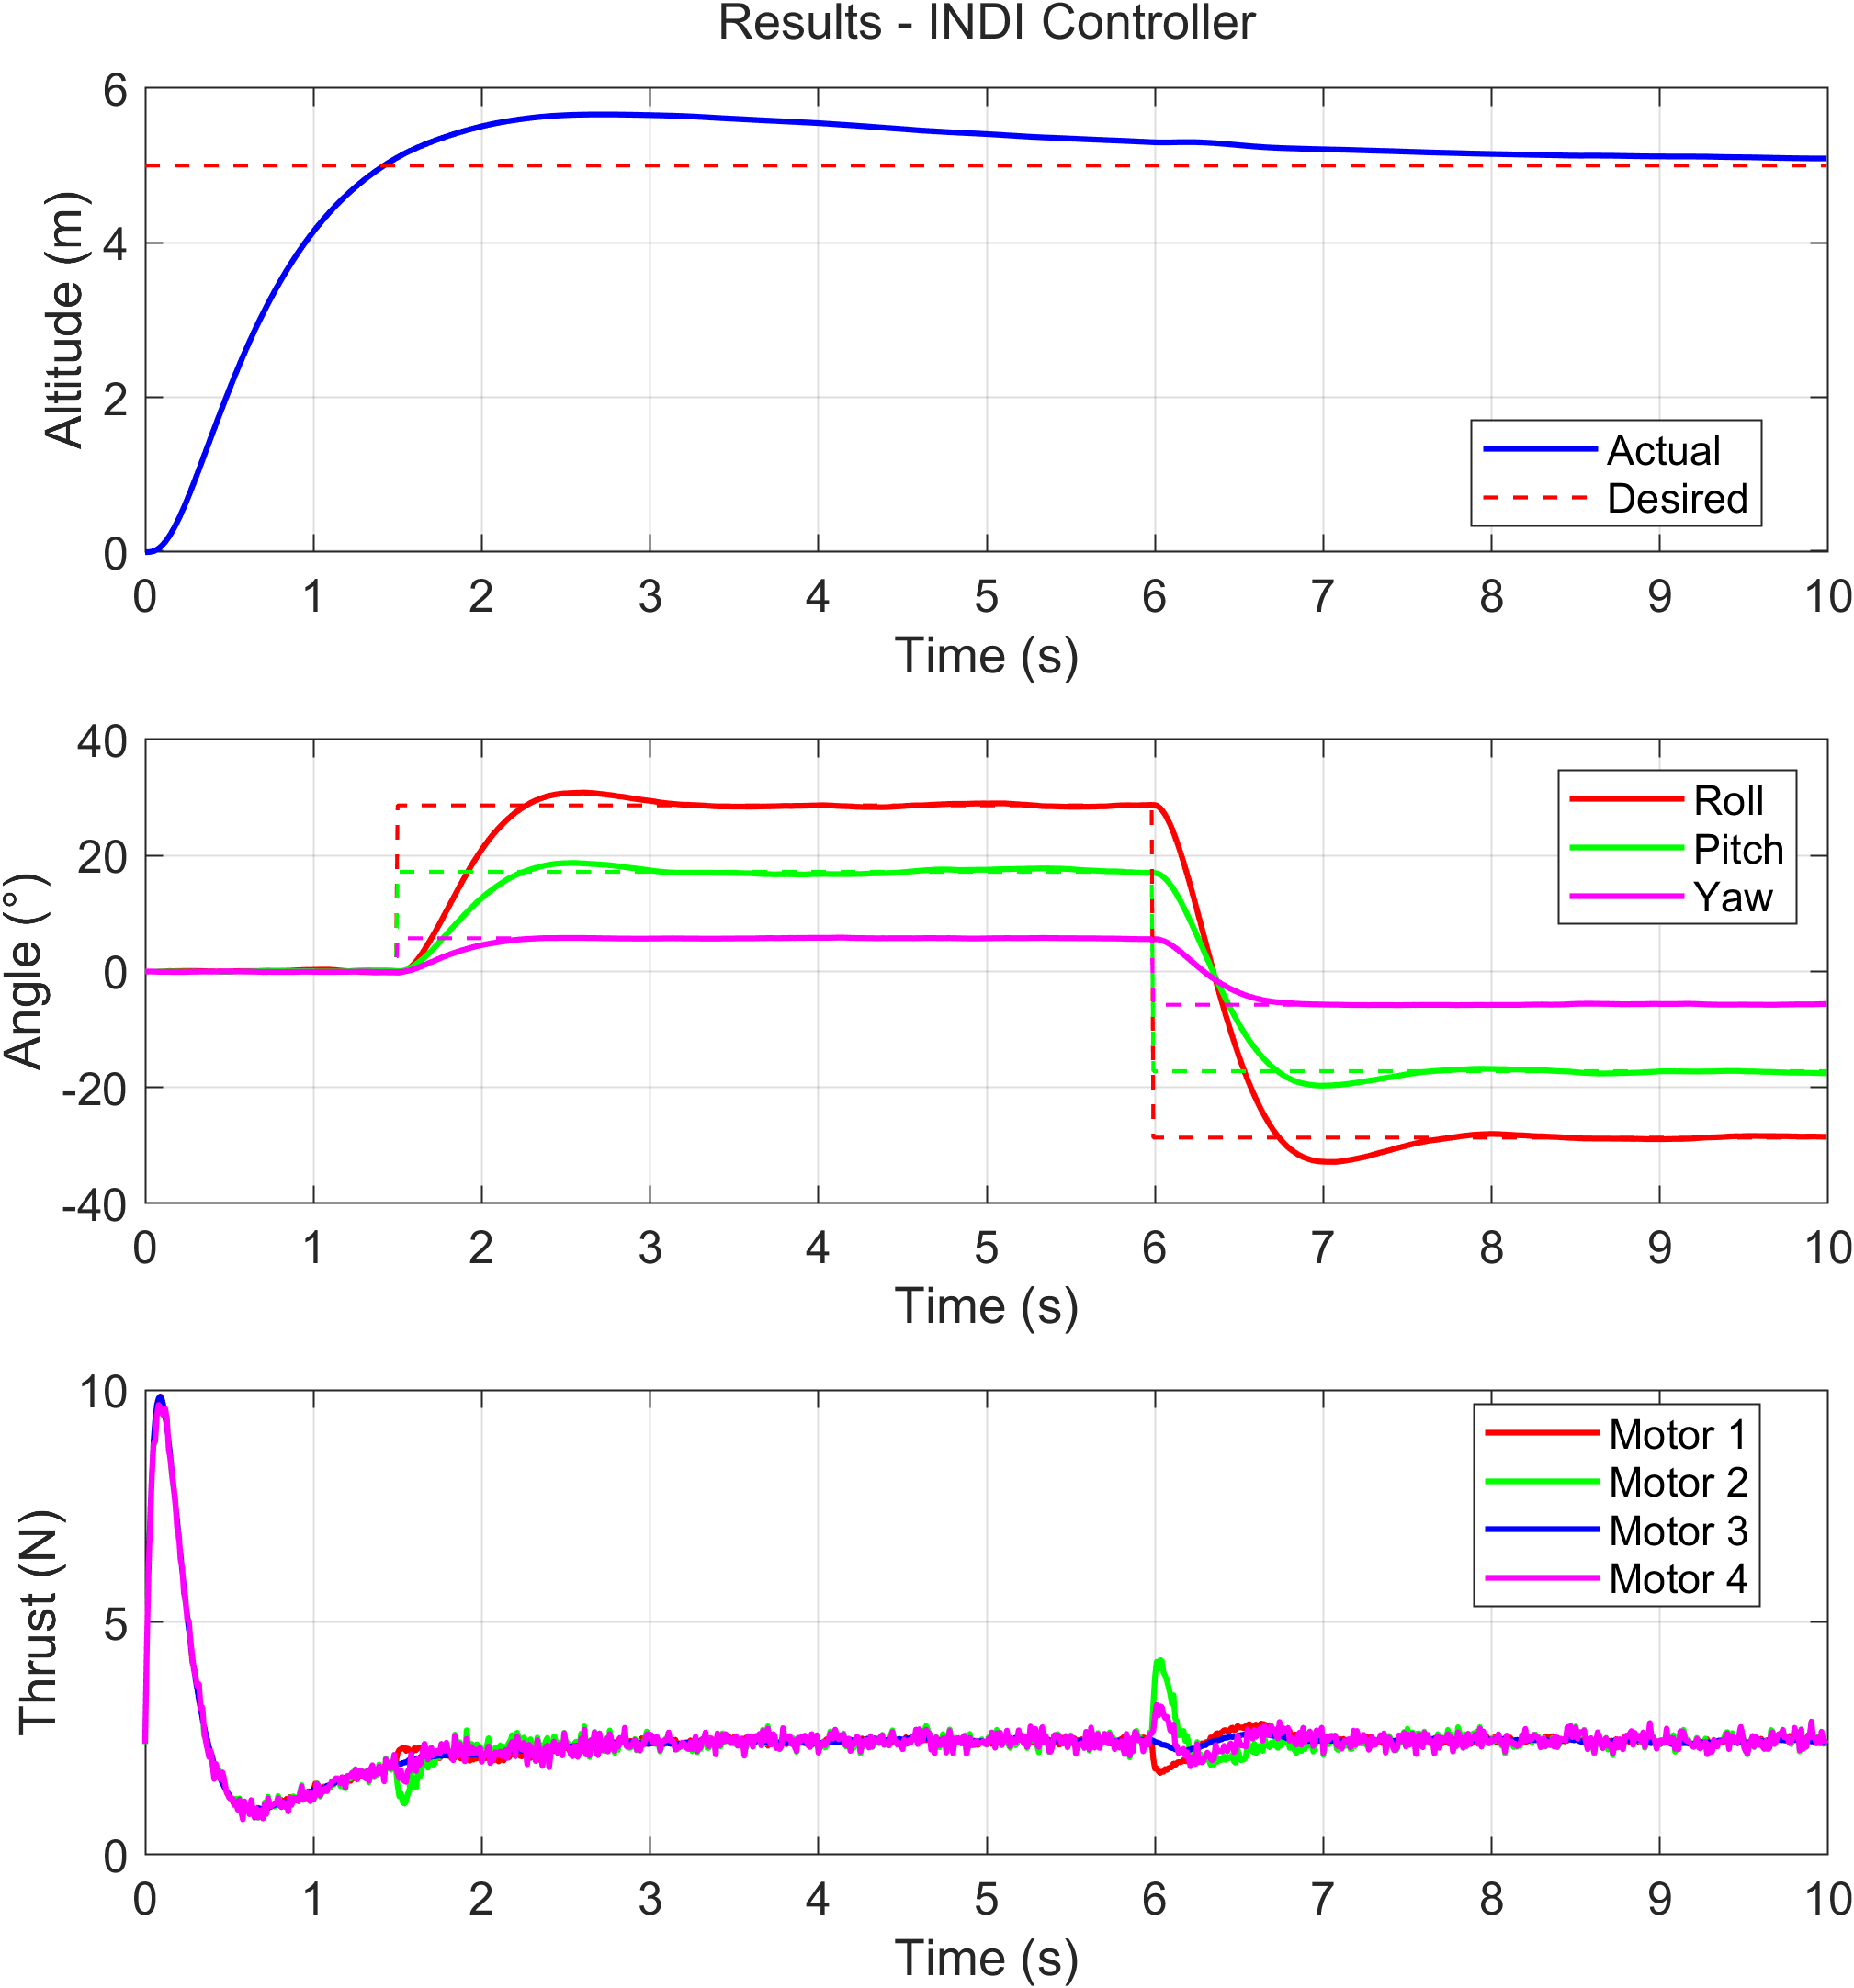 Results - INDI Controller
6
4
2
0
Altitude (m)
Actual
Desired
0 1 2 3 4 5 6 7 8 9 10
Time (s)
40
20
0
-20
-40
Angle (°)
Roll
Pitch
Yaw
0 1 2 3 4 5 6 7 8 9 10
Time (s)
10
5
0
Thrust (N)
Motor 1
Motor 2
Motor 3
Motor 4
0 1 2 3 4 5 6 7 8 9 10
Time (s)